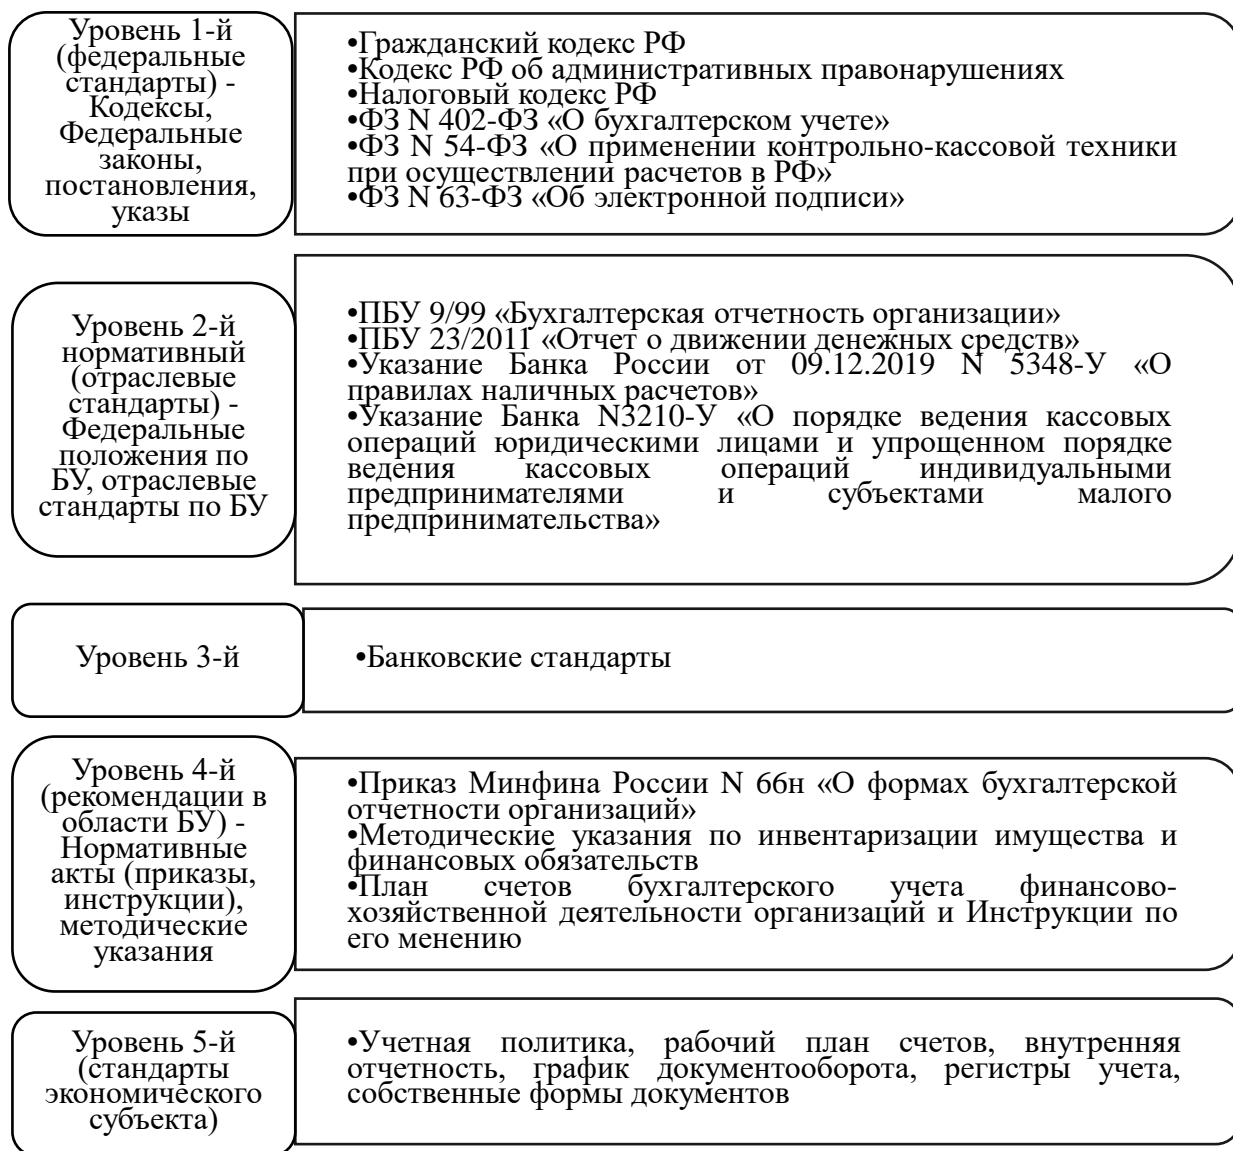 Уровень 1-й
(федеральные
стандарты) -
Кодексы,
Федеральные
законы,
постановления,
указы
•Гражданский кодекс РФ
•Кодекс РФ об административных правонарушениях
•Налоговый кодекс РФ
•ФЗ N 402-ФЗ «О бухгалтерском учете»
•ФЗ N 54-ФЗ «О применении контрольно-кассовой техники
при осуществлении расчетов в РФ»
•ФЗ N 63-ФЗ «Об электронной подписи»
Уровень 2-й
нормативный
(отраслевые
стандарты) -
Федеральные
положения по
БУ, отраслевые
стандарты по БУ
•ПБУ 9/99 «Бухгалтерская отчетность организации»
•ПБУ 23/2011 «Отчет о движении денежных средств»
•Указание Банка России от 09.12.2019 N 5348-У «О
правилах наличных расчетов»
•Указание Банка N3210-У «О порядке ведения кассовых
операций юридическими лицами и упрощенном порядке
ведения кассовых операций индивидуальными
предпринимателями и субъектами малого
предпринимательства»
Уровень 3-й
•Банковские стандарты
Уровень 4-й
(рекомендации в
области БУ) -
Нормативные
акты (приказы,
инструкции),
методические
указания
•Приказ Минфина России N 66н «О формах бухгалтерской
отчетности организаций»
•Методические указания по инвентаризации имущества и
финансовых обязательств
•План счетов бухгалтерского учета финансово-
хозяйственной деятельности организаций и Инструкции по
его менению
Уровень 5-й
(стандарты
экономического
субъекта)
•Учетная политика, рабочий план счетов, внутренняя
отчетность, график документооборота, регистры учета,
собственные формы документов